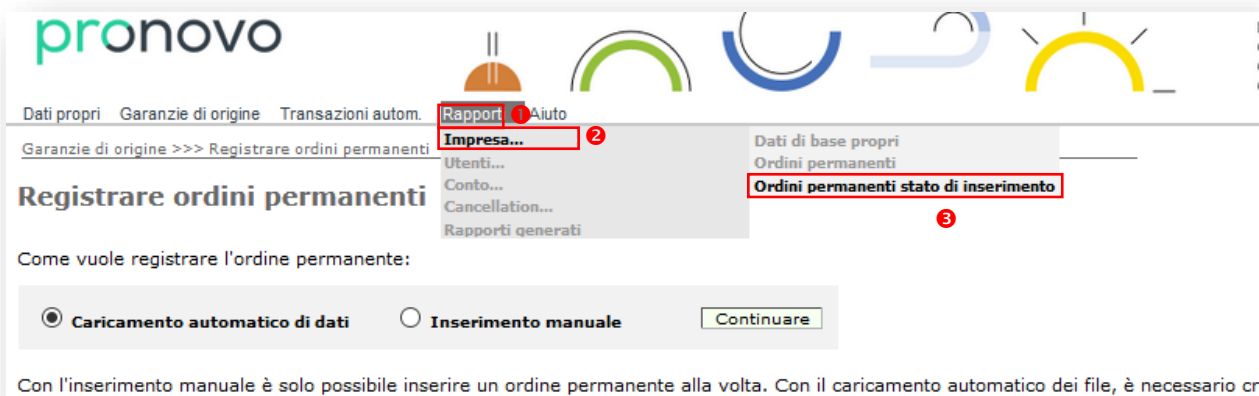 pronovo
Dati propri Garanzie di origine Transazioni autom. Rapporti 1 Aiuto
Garanzie di origine >>> Registrare ordini permanenti
Impresa... 2
Utenti...
Conto...
Cancellation...
Rapporti generati
Dati di base propri
Ordini permanenti
Ordini permanenti stato di inserimento
3
Registrare ordini permanenti
Come vuole registrare l'ordine permanente:
Caricamento automatico di dati Inserimento manuale Continuare
Con l'inserimento manuale è solo possibile inserire un ordine permanente alla volta. Con il caricamento automatico dei file, è necessario